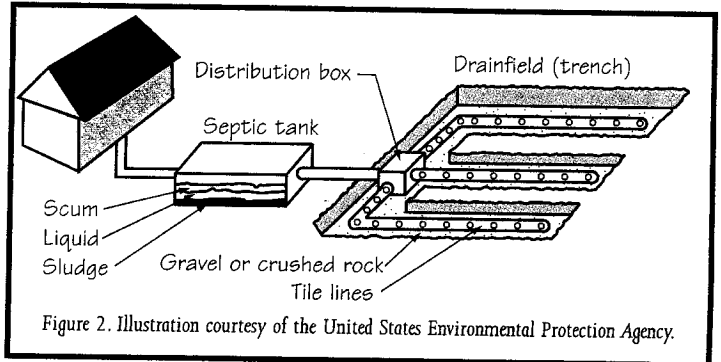 Distribution box
Drainfield (trench)
Septic tank
Scum
Liquid
Sludge
Gravel or crushed rock
Tile lines
Figure 2. Illustration courtesy of the United States Environmental Protection Agency.